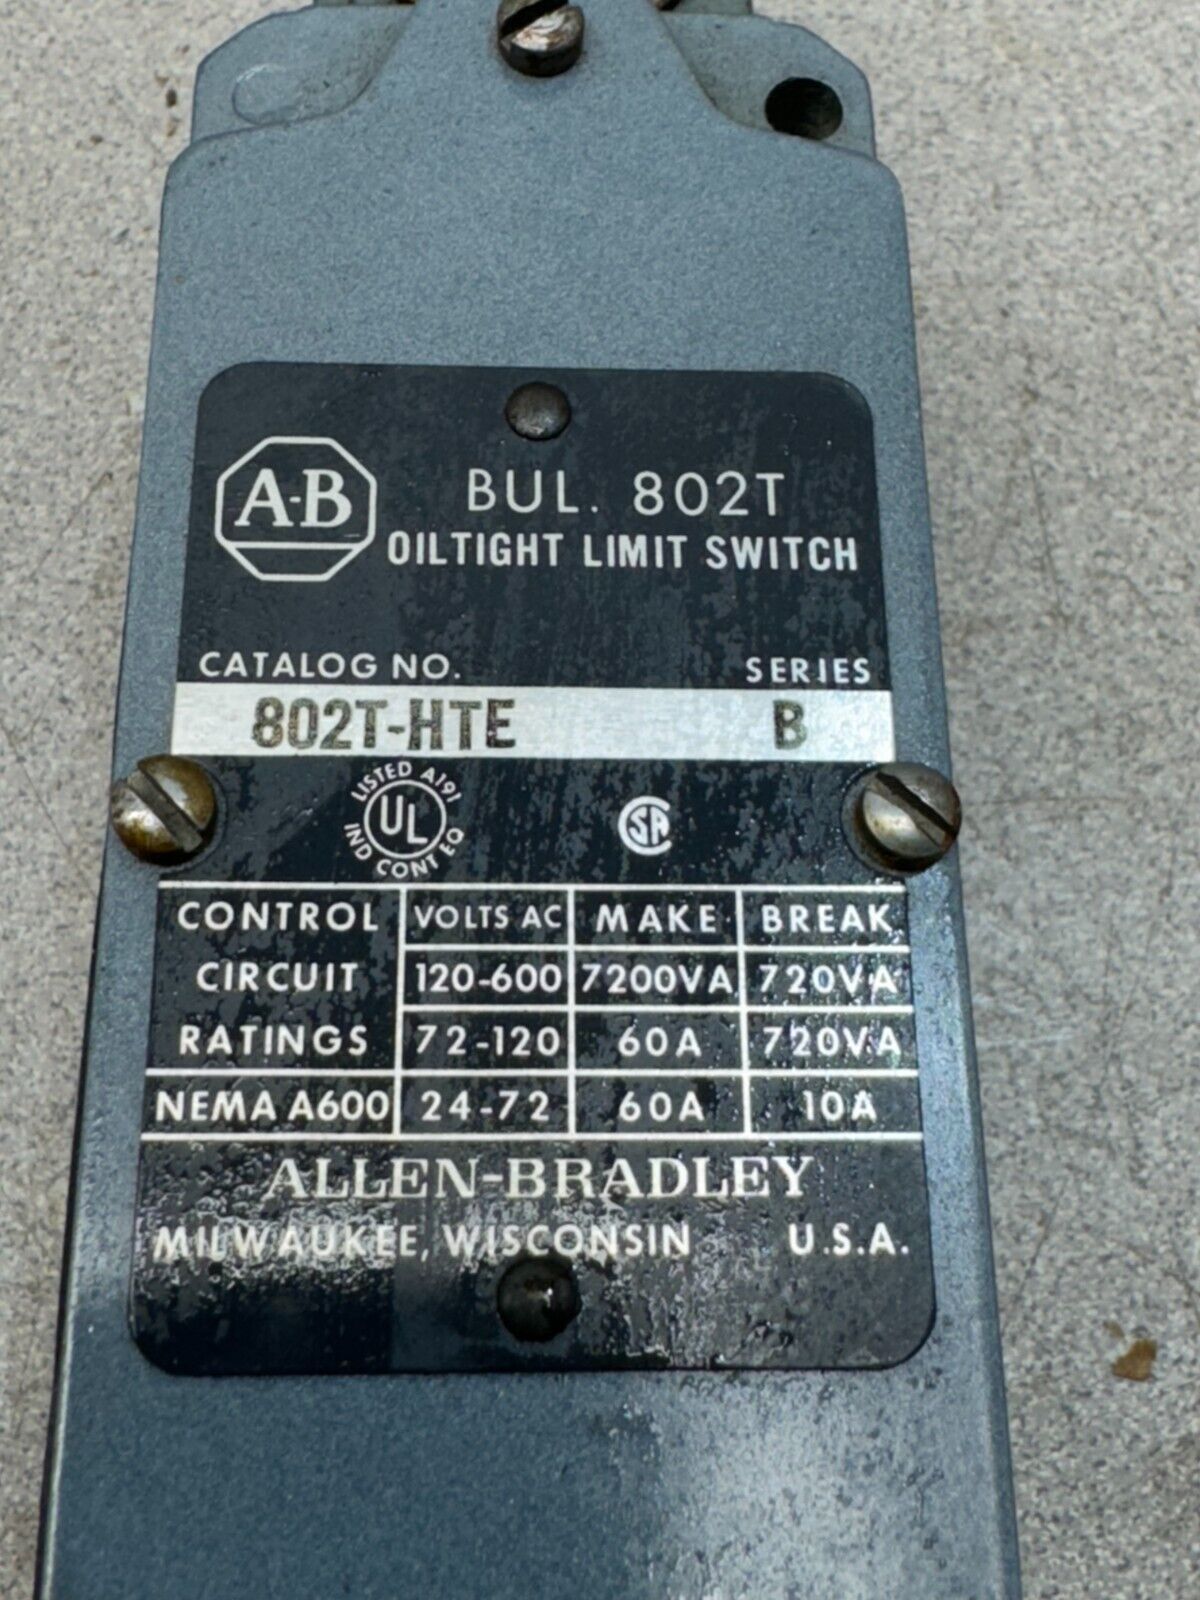 A-B
BUL. 802T
OILTIGHT LIMIT SWITCH
CATALOG NO. SERIES
802T-HTE B
LISTED A191
UL
IND CONT EQ
SA
CONTROL VOLTS AC MAKE BREAK
CIRCUIT 120-600 7200VA 720VA
RATINGS 72-120 60A 720VA
NEMA A600 24-72 60A 10A
ALLEN-BRADLEY
MILWAUKEE, WISCONSIN U.S.A.